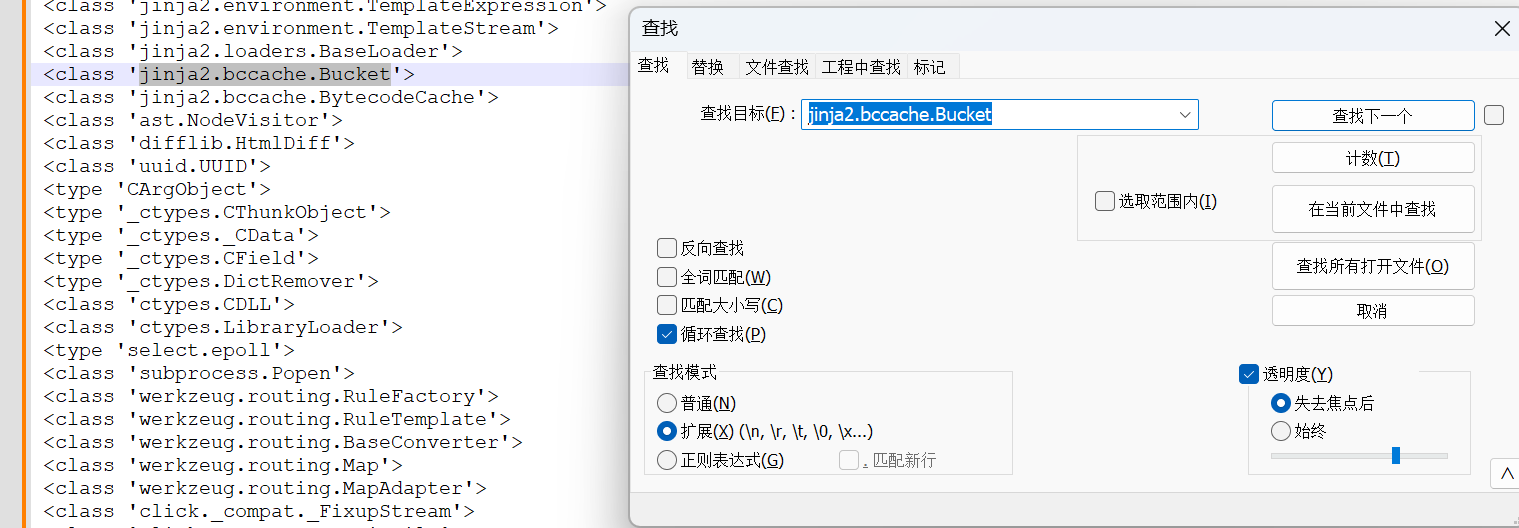 <class 'jinja2.environment.TemplateExpression'>
<class 'jinja2.environment.TemplateStream'>
<class 'jinja2.loaders.BaseLoader'>
<class 'jinja2.bccache.Bucket'>
<class 'jinja2.bccache.BytecodeCache'>
<class 'ast.NodeVisitor'>
<class 'difflib.HtmlDiff'>
<class 'uuid.UUID'>
<type 'CArgObject'>
<type '_ctypes.CThunkObject'>
<type '_ctypes._CData'>
<type '_ctypes.CField'>
<type '_ctypes.DictRemover'>
<class 'ctypes.CDLL'>
<class 'ctypes.LibraryLoader'>
<type 'select.epoll'>
<class 'subprocess.Popen'>
<class 'werkzeug.routing.RuleFactory'>
<class 'werkzeug.routing.RuleTemplate'>
<class 'werkzeug.routing.BaseConverter'>
<class 'werkzeug.routing.Map'>
<class 'werkzeug.routing.MapAdapter'>
<class 'click._compat._FixupStream'>
查找
查找 替换 文件查找 工程中查找 标记
查找目标(F)： jinja2.bccache.Bucket 查找下一个
计数(T)
选取范围内(I) 在当前文件中查找
反向查找
查找所有打开文件(O)
全词匹配(W)
匹配大小写(C) 取消
循环查找(P)
查找模式 透明度(Y)
普通(N) 失去焦点后
扩展(X) (\n, \r, \t, \0, \x...) 始终
正则表达式(G) . 匹配新行